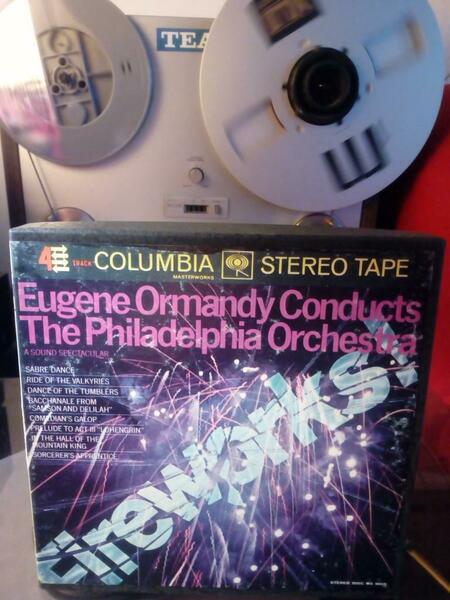 TEA
4 TRACK COLUMBIA STEREO TAPE
MASTERWORKS
Eugene Ormandy Conducts
The Philadelphia Orchestra
A SOUND SPECTACULAR
SABRE DANCE
RIDE OF THE VALKYRIES
DANCE OF THE TUMBLERS
BACCHANALE FROM
"SAMSON AND DELILAH"
COMEDIAN'S GALOP
PRELUDE TO ACT III "LOHENGRIN"
IN THE HALL OF THE
MOUNTAIN KING
SORCERER'S APPRENTICE
fireworks!